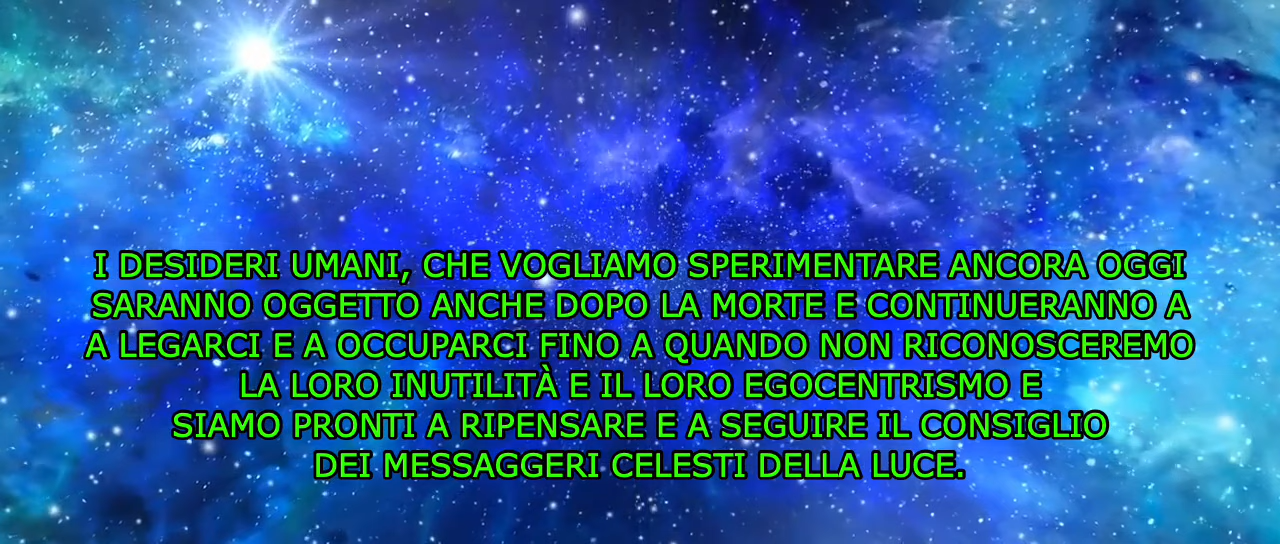 I DESIDERI UMANI, CHE VOGLIAMO SPERIMENTARE ANCORA OGGI
SARANNO OGGETTO ANCHE DOPO LA MORTE E CONTINUERANNO A
A LEGARCI E A OCCUPARCI FINO A QUANDO NON RICONOSCEREMO
LA LORO INUTILITÀ E IL LORO EGOCENTRISMO E
SIAMO PRONTI A RIPENSARE E A SEGUIRE IL CONSIGLIO
DEI MESSAGGERI CELESTI DELLA LUCE.